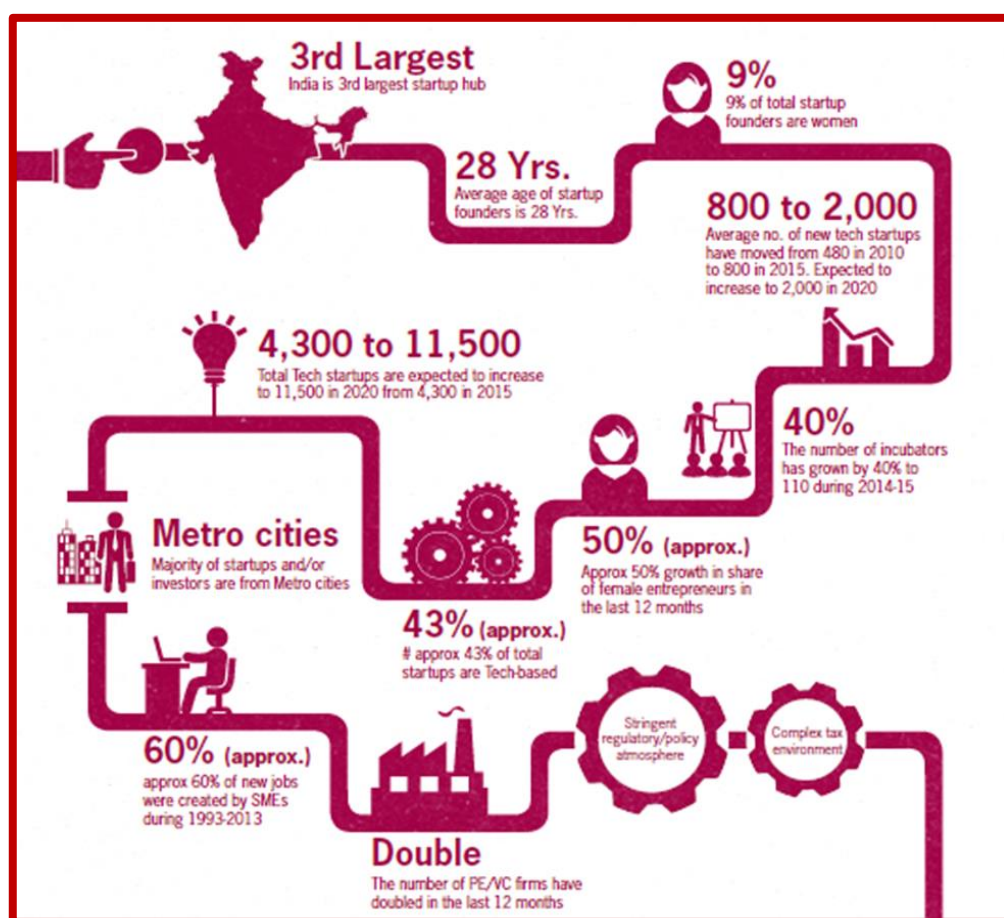 3rd Largest
India is 3rd largest startup hub
9%
9% of total startup
founders are women
28 Yrs.
Average age of startup
founders is 28 Yrs.
800 to 2,000
Average no. of new tech startups
have moved from 480 in 2010
to 800 in 2015. Expected to
increase to 2,000 in 2020
4,300 to 11,500
Total Tech startups are expected to increase
to 11,500 in 2020 from 4,300 in 2015
40%
The number of incubators
has grown by 40% to
110 during 2014-15
Metro cities
Majority of startups and/or
investors are from Metro cities
50% (approx.)
Approx 50% growth in share
of female entrepreneurs in
the last 12 months
43% (approx.)
# approx 43% of total
startups are Tech-based
60% (approx.)
approx 60% of new jobs
were created by SMEs
during 1993-2013
Stringent
regulatory/policy
atmosphere
Complex tax
environment
Double
The number of PE/VC firms have
doubled in the last 12 months